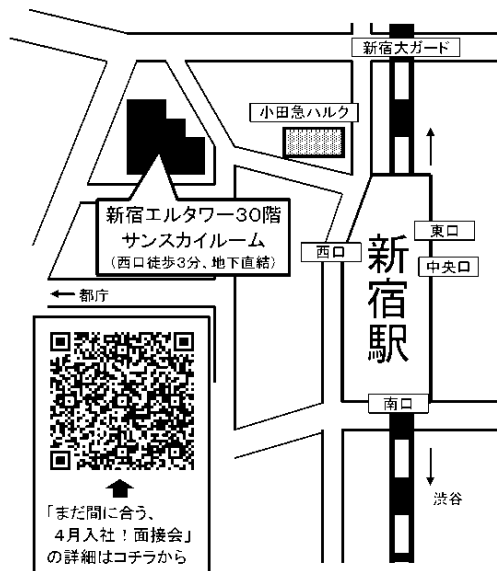 新宿大ガード
小田急ハルク
新宿エルタワー30階
サンスカイルーム
(西口徒歩3分、地下直結)
西口
新宿駅
東口
中央口
← 都庁
南口
渋谷
「まだ間に合う、
4月入社！面接会」
の詳細はコチラから